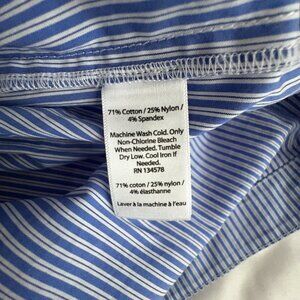 71% Cotton / 25% Nylon /
4% Spandex
Machine Wash Cold. Only
Non-Chlorine Bleach
When Needed. Tumble
Dry Low. Cool Iron If
Needed.
RN 134578
71% coton / 25% nylon /
4% élasthanne
Laver à la machine à l'eau